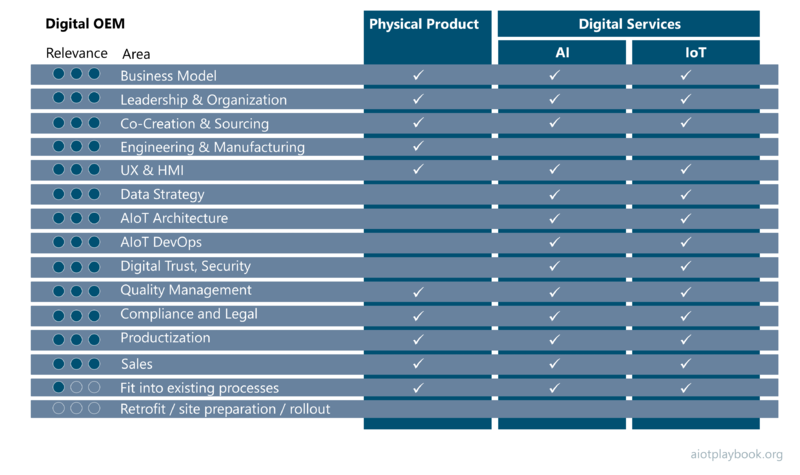 Digital OEM
Physical Product
Digital Services
Relevance Area
AI
IoT
Business Model ✓ ✓ ✓
Leadership & Organization ✓ ✓ ✓
Co-Creation & Sourcing ✓ ✓ ✓
Engineering & Manufacturing ✓
UX & HMI ✓ ✓ ✓
Data Strategy ✓ ✓
AIoT Architecture ✓ ✓
AIoT DevOps ✓ ✓
Digital Trust, Security ✓ ✓
Quality Management ✓ ✓ ✓
Compliance and Legal ✓ ✓ ✓
Productization ✓ ✓ ✓
Sales ✓ ✓ ✓
Fit into existing processes ✓ ✓ ✓
Retrofit / site preparation / rollout
aiotplaybook.org